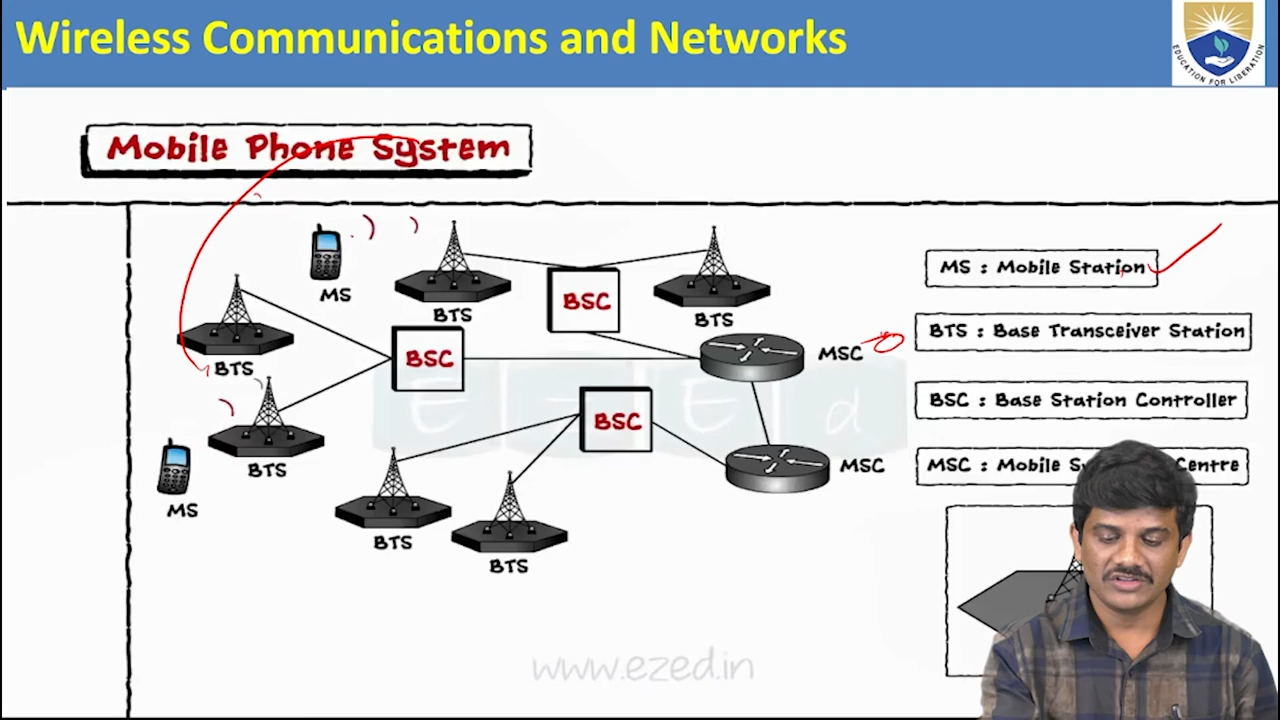 Wireless Communications and Networks
EDUCATION FOR LIBERATION
Mobile Phone System
MS
BTS
BTS
BTS
BTS
MS
BTS
BTS
BSC
BSC
BSC
MSC
MSC
MS : Mobile Station
BTS : Base Transceiver Station
BSC : Base Station Controller
MSC : Mobile Centre
E - E d
www.ezed.in